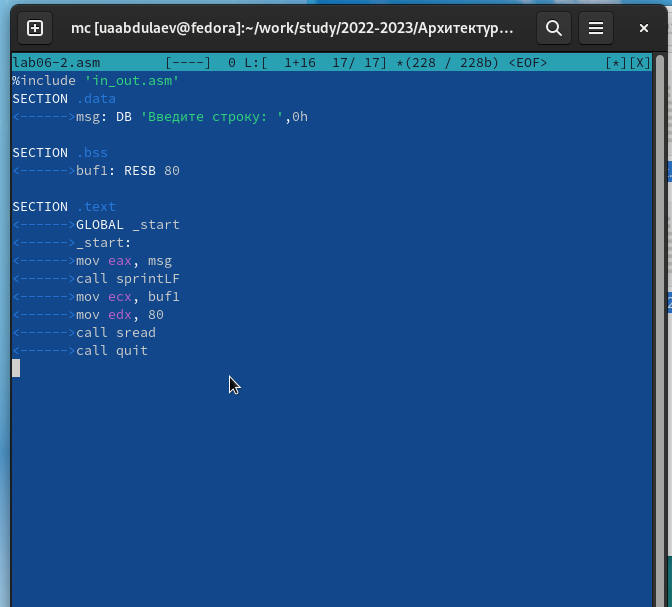 mc [uaabdulaev@fedora]:~/work/study/2022-2023/Архитектур...
lab06-2.asm [----] 0 L:[ 1+16 17/ 17] *(228 / 228b) <EOF> [*][X]
%include 'in_out.asm'
SECTION .data
<------>msg: DB 'Введите строку: ',0h
SECTION .bss
<------>buf1: RESB 80
SECTION .text
<------>GLOBAL _start
<------>_start:
<------>mov eax, msg
<------>call sprintLF
<------>mov ecx, buf1
<------>mov edx, 80
<------>call sread
<------>call quit